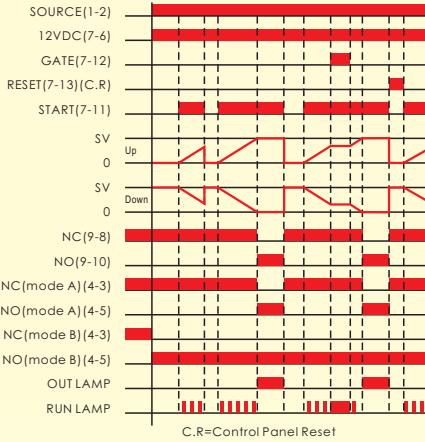 SOURCE(1-2)
12VDC(7-6)
GATE(7-12)
RESET(7-13)(C.R)
START(7-11)
SV
Up
0
SV
Down
0
NC(9-8)
NO(9-10)
NC(mode A)(4-3)
NO(mode A)(4-5)
NC(mode B)(4-3)
NO(mode B)(4-5)
OUT LAMP
RUN LAMP
C.R=Control Panel Reset